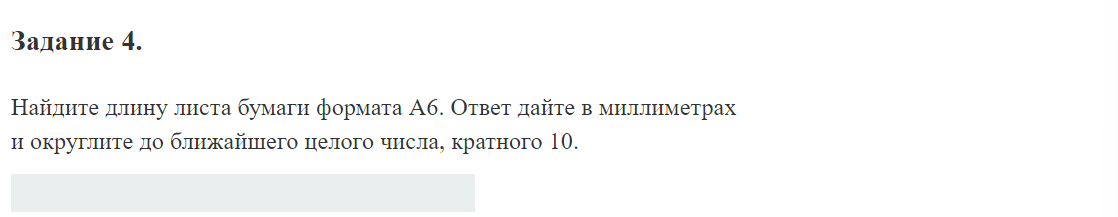 Задание 4.
Найдите длину листа бумаги формата А6. Ответ дайте в миллиметрах
и округлите до ближайшего целого числа, кратного 10.